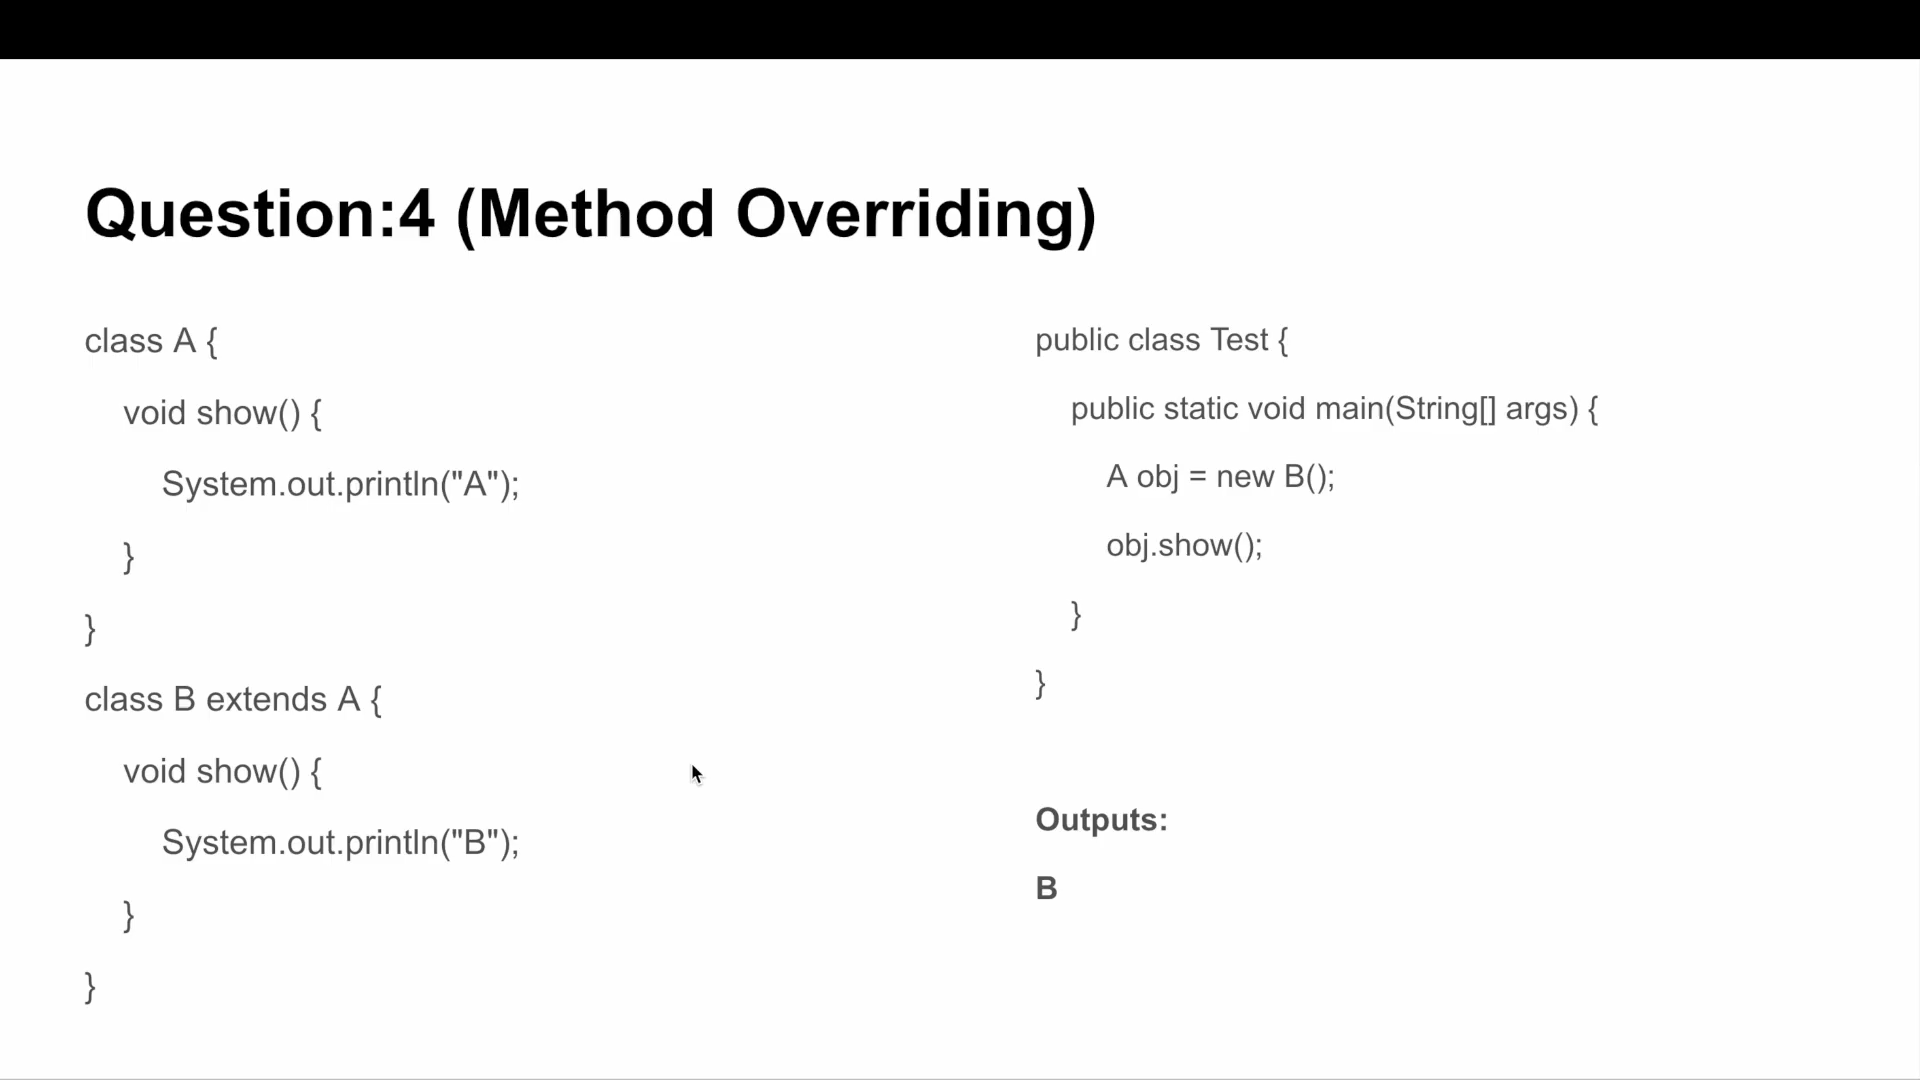 Question:4 (Method Overriding)
class A {
void show() {
System.out.println("A");
}
}
class B extends A {
void show() {
System.out.println("B");
}
}
public class Test {
public static void main(String[] args) {
A obj = new B();
obj.show();
}
}
Outputs:
B